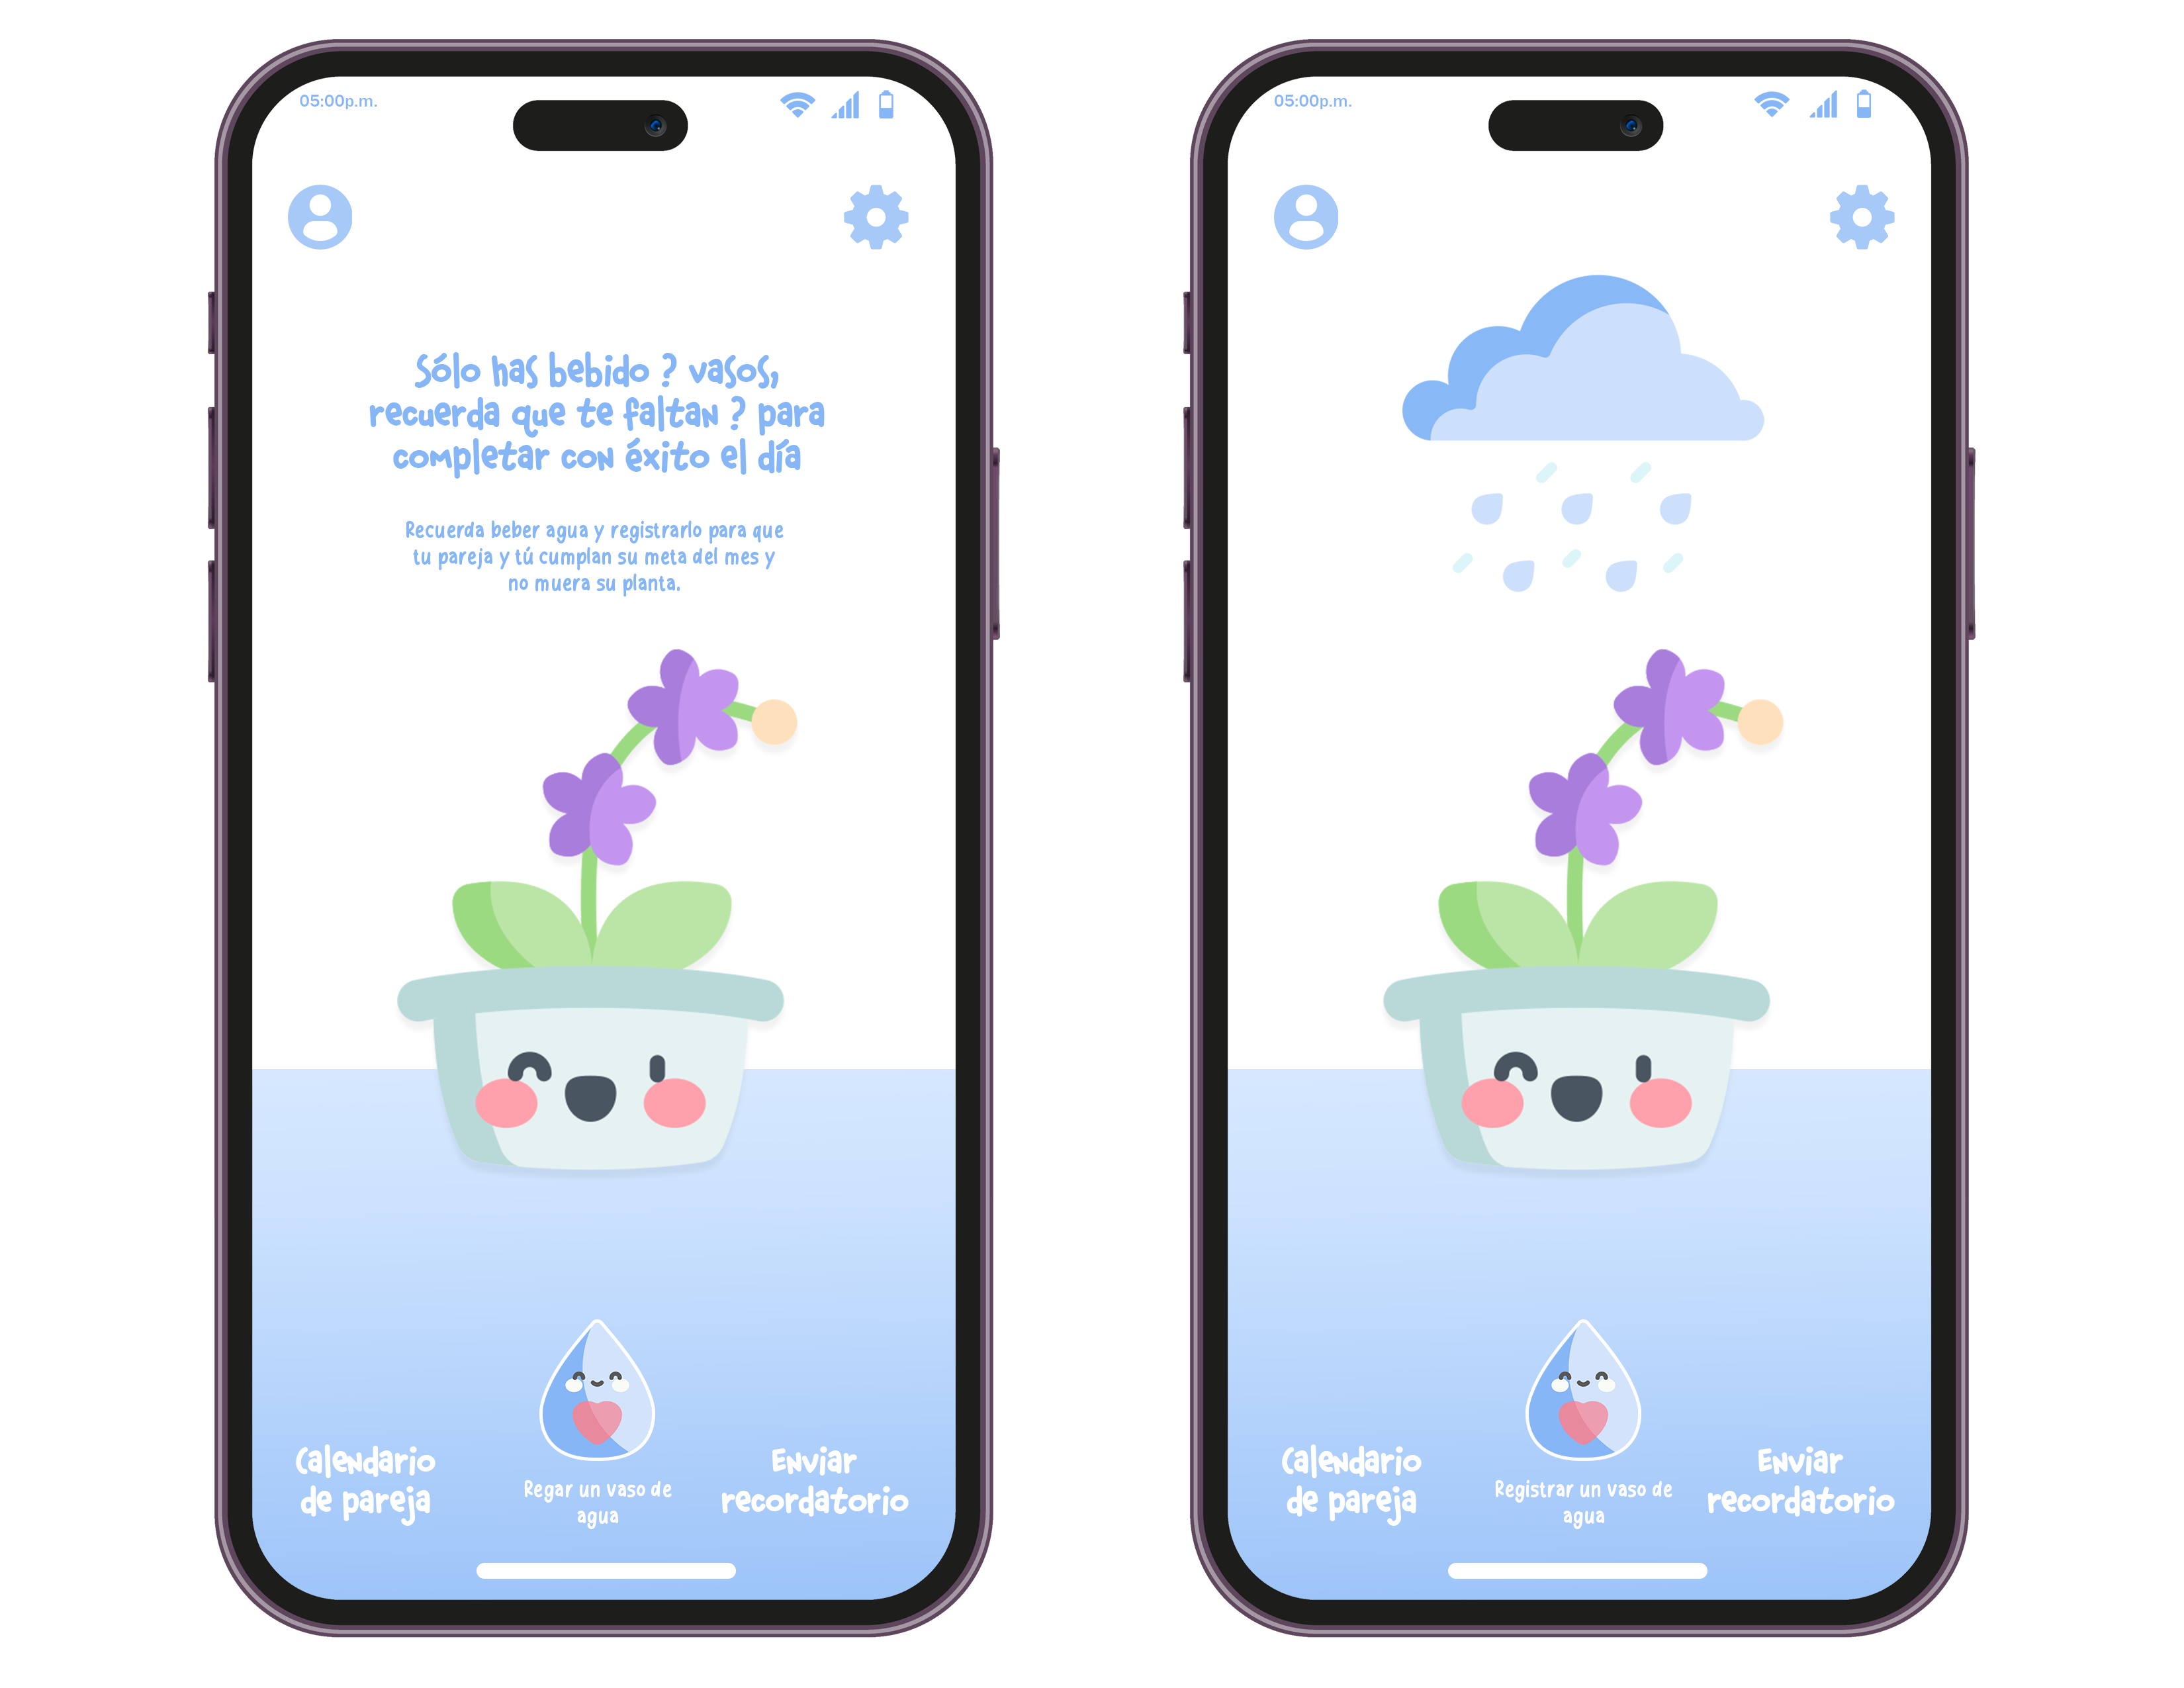 05:00p.m.
Sólo has bebido ? vasos,
recuerda que te faltan ? para
completar con éxito el día
Recuerda beber agua y registrarlo para que
tu pareja y tú cumplan su meta del mes y
no muera su planta.
Calendario
de pareja
Regar un vaso de
agua
Enviar
recordatorio
05:00p.m.
Calendario
de pareja
Registrar un vaso de
agua
Enviar
recordatorio